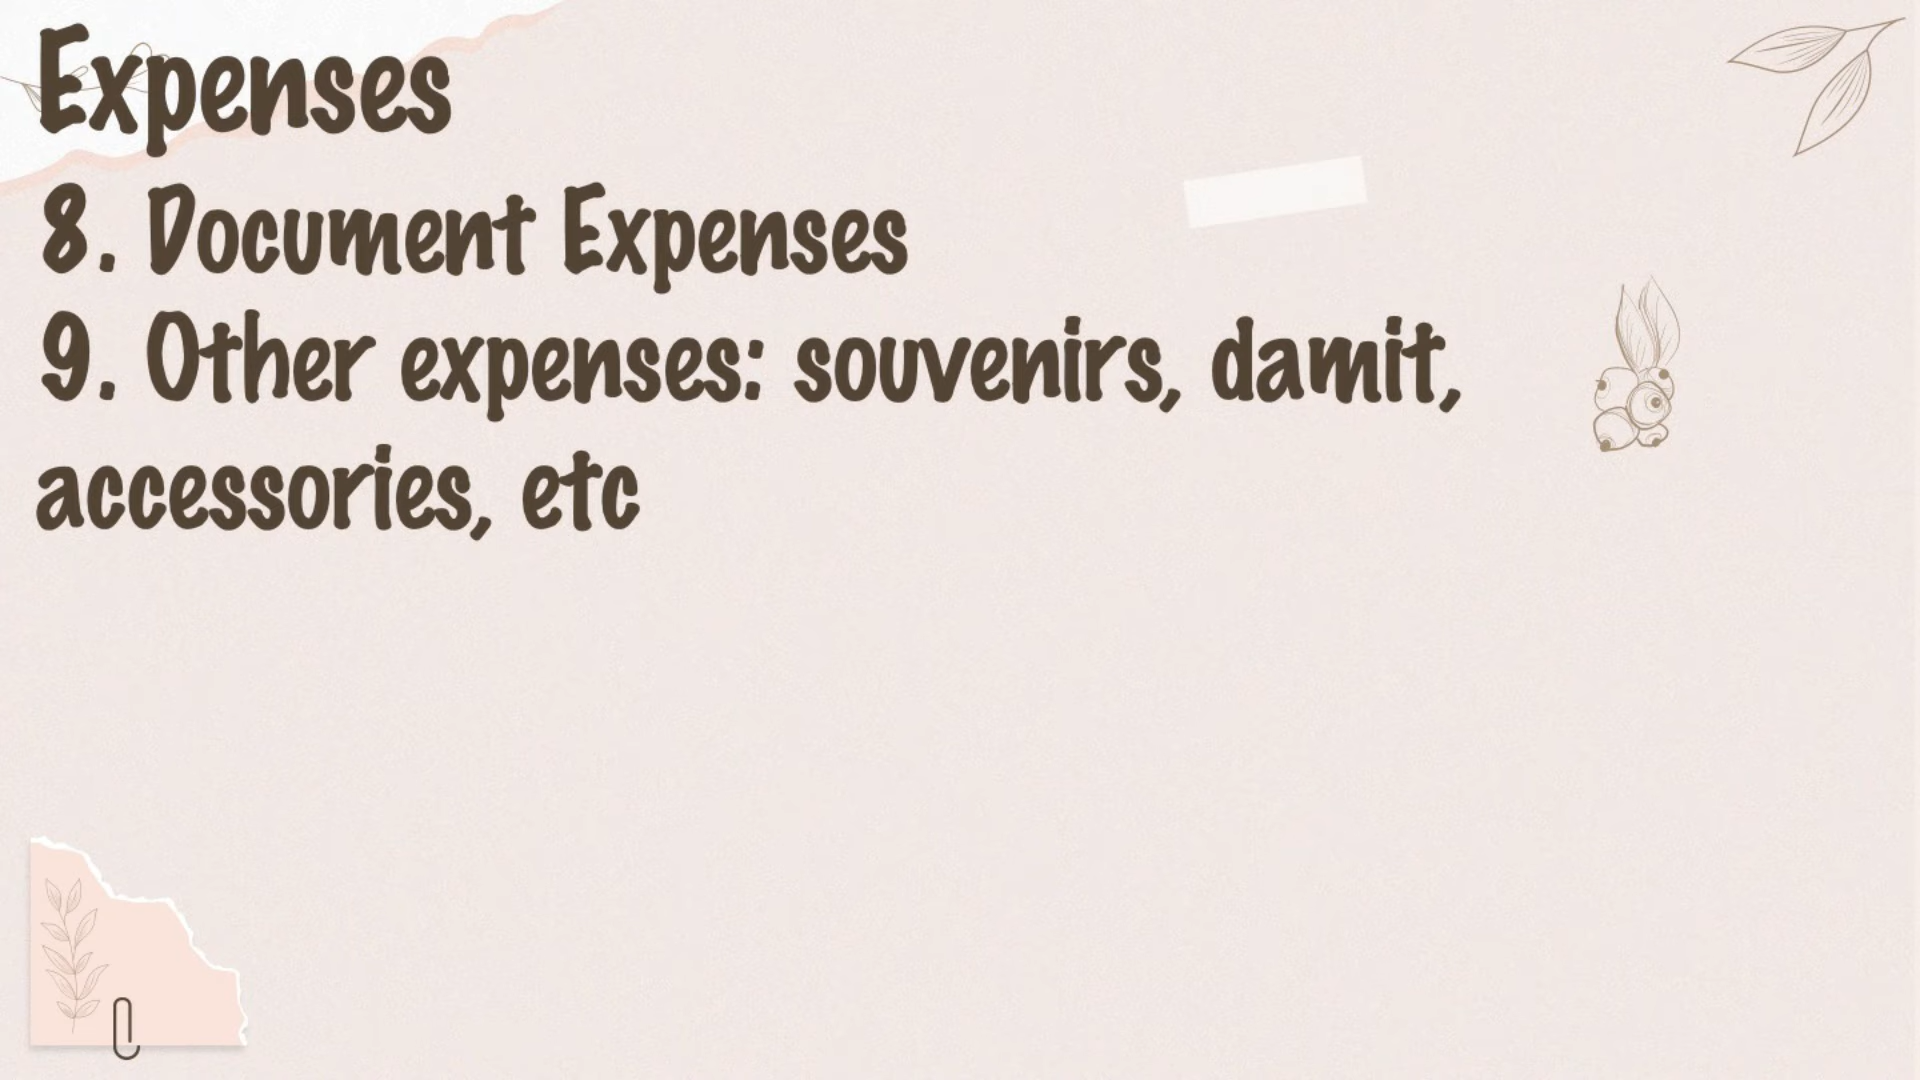 Expenses
8. Document Expenses
9. Other expenses: souvenirs, damit,
accessories, etc